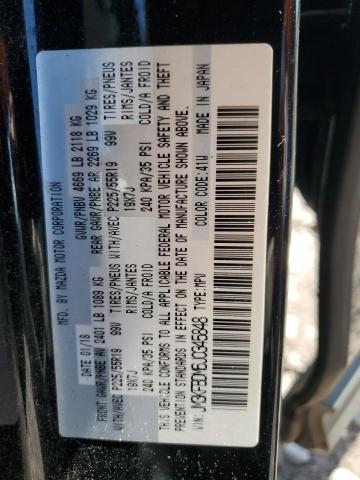 MFD. BY MAZDA MOTOR CORPORATION
DATE 01/18 GVWR/PNBV 4669 LB 2118 KG
FRONT GAWR/PNBE AV 2401 LB 1089 KG REAR GAWR/PNBE AR 2269 LB 1029 KG
WITH/AVEC P225/55R19 99V TIRES/PNEUS WITH/AVEC P225/55R19 99V TIRES/PNEUS
19X7J RIMS/JANTES 19X7J RIMS/JANTES
240 KPA/35 PSI COLD/A FROID 240 KPA/35 PSI COLD/A FROID
THIS VEHICLE CONFORMS TO ALL APPLICABLE FEDERAL MOTOR VEHICLE SAFETY AND THEFT
PREVENTION STANDARDS IN EFFECT ON THE DATE OF MANUFACTURE SHOWN ABOVE.
THIS VEHICLE HAS
VIN: TYPE: MPV COLOR CODE: 41W MADE IN JAPAN